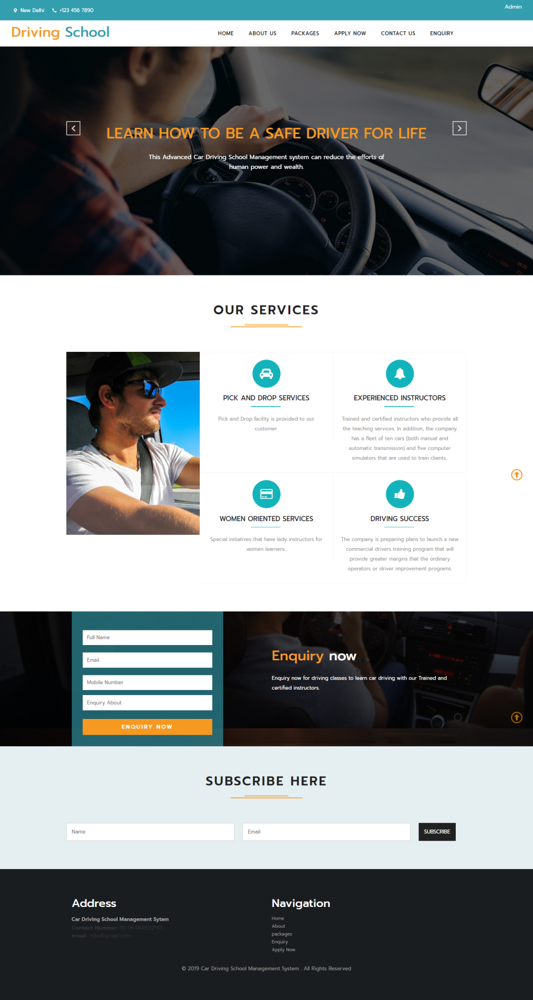 New Delhi +123 456 7890 Admin
Driving School HOME ABOUT US PACKAGES APPLY NOW CONTACT US ENQUIRY
LEARN HOW TO BE A SAFE DRIVER FOR LIFE
This Advanced Car Driving School Management system can reduce the efforts of
human power and wealth.
OUR SERVICES
PICK AND DROP SERVICES
Pick and Drop facility is provided to our
customer.
EXPERIENCED INSTRUCTORS
Trained and certified instructors who provide all
the teaching services. In addition, the company
has a fleet of ten cars (both manual and
automatic transmission) and five computer
simulators that are used to train clients..
WOMEN ORIENTED SERVICES
Special initiatives that have lady instructors for
women learners..
DRIVING SUCCESS
The company is preparing plans to launch a new
commercial drivers training program that will
provide greater margins that the ordinary
operators or driver improvement programs.
Full Name
Email
Mobile Number
Enquiry About
ENQUIRY NOW
Enquiry now
Enquiry now for driving classes to learn car driving with our Trained and
certified instructors.
SUBSCRIBE HERE
Name Email SUBSCRIBE
Address
Car Driving School Management Sytem
Contact Number:+91-96784532145
email: info@gmail.com
Navigation
Home
About
packages
Enquiry
Apply Now
© 2019 Car Driving School Management System . All Rights Reserved